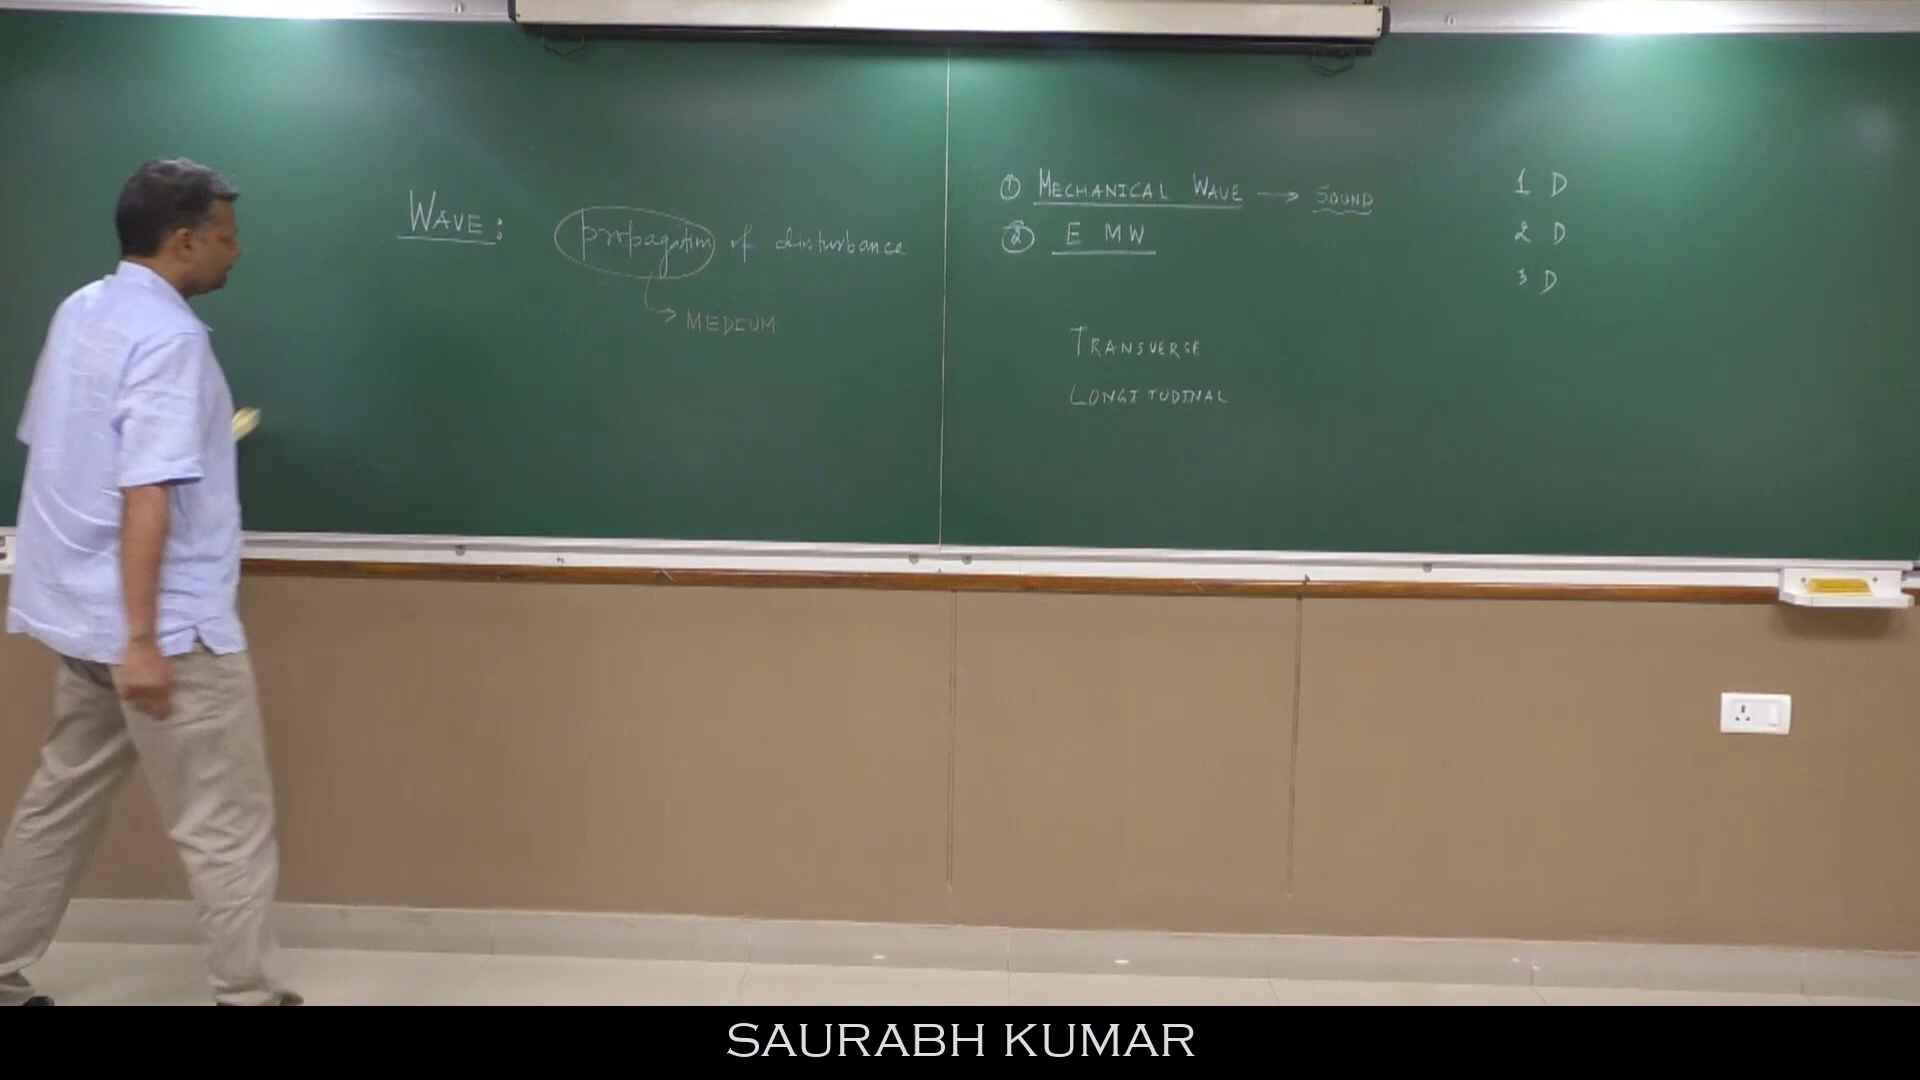 WAVE: propagation of disturbance
→ MEDIUM
① MECHANICAL WAVE → SOUND
② E MW
TRANSVERSE
LONGITUDINAL
1 D
2 D
3 D
SAURABH KUMAR